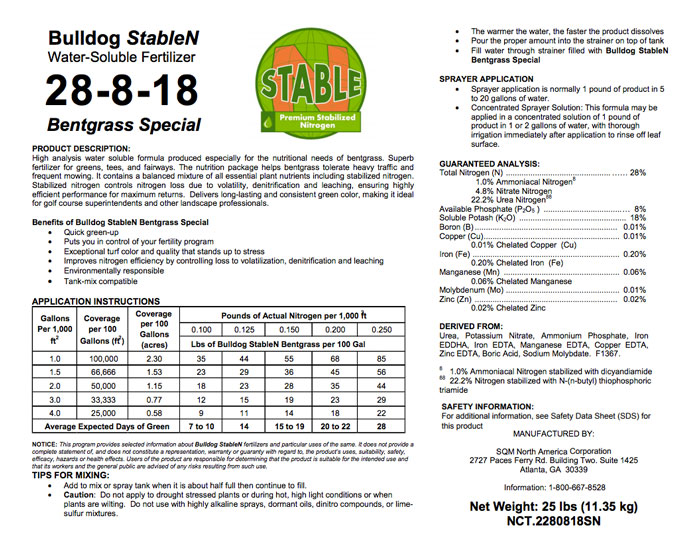 Bulldog StableN
Water-Soluble Fertilizer
28-8-18
Bentgrass Special
N
STABLE
Premium Stabilized
Nitrogen
PRODUCT DESCRIPTION:
High analysis water soluble formula produced especially for the nutritional needs of bentgrass. Superb
fertilizer for greens, tees, and fairways. The nutrition package helps bentgrass tolerate heavy traffic and
frequent mowing. It contains a balanced mixture of all essential plant nutrients including stabilized nitrogen.
Stabilized nitrogen controls nitrogen loss due to volatility, denitrification and leaching, ensuring highly
efficient performance for maximum returns. Delivers long-lasting and consistent green color, making it ideal
for golf course superintendents and other landscape professionals.
Benefits of Bulldog StableN Bentgrass Special
• Quick green-up
• Puts you in control of your fertility program
• Exceptional turf color and quality that stands up to stress
• Improves nitrogen efficiency by controlling loss to volatilization, denitrification and leaching
• Environmentally responsible
• Tank-mix compatible
APPLICATION INSTRUCTIONS
Gallons Per 1,000 ft² Coverage per 100 Gallons (ft²) Coverage per 100 Gallons (acres) Pounds of Actual Nitrogen per 1,000 ft²
0.100 0.125 0.150 0.200 0.250
Lbs of Bulldog StableN Bentgrass per 100 Gal
1.0 100,000 2.30 35 44 55 68 85
1.5 66,666 1.53 23 29 36 45 56
2.0 50,000 1.15 18 23 28 35 44
3.0 33,333 0.77 12 15 19 23 29
4.0 25,000 0.58 9 11 14 18 22
Average Expected Days of Green 7 to 10 14 15 to 19 20 to 22 28
NOTICE: This program provides selected information about Bulldog StableN fertilizers and particular uses of the same. It does not provide a
complete statement of, and does not constitute a representation, warranty or guaranty with regard to, the product's uses, suitability, safety,
efficacy, hazards or health effects. Users of the product are responsible for determining that the product is suitable for the intended use and
that its workers and the general public are advised of any risks resulting from such use.
TIPS FOR MIXING:
• Add to mix or spray tank when it is about half full then continue to fill.
• Caution: Do not apply to drought stressed plants or during hot, high light conditions or when
plants are wilting. Do not use with highly alkaline sprays, dormant oils, dinitro compounds, or lime-
sulfur mixtures.
• The warmer the water, the faster the product dissolves
• Pour the proper amount into the strainer on top of tank
• Fill water through strainer filled with Bulldog StableN
Bentgrass Special
SPRAYER APPLICATION
• Sprayer application is normally 1 pound of product in 5
to 20 gallons of water.
• Concentrated Sprayer Solution: This formula may be
applied in a concentrated solution of 1 pound of
product in 1 or 2 gallons of water, with thorough
irrigation immediately after application to rinse off leaf
surface.
GUARANTEED ANALYSIS:
Total Nitrogen (N) ........ 28%
1.0% Ammoniacal Nitrogen⁸
4.8% Nitrate Nitrogen
22.2% Urea Nitrogen⁸⁸
Available Phosphate (P₂O₅ ) ........ 8%
Soluble Potash (K₂O) ........ 18%
Boron (B) ........ 0.01%
Copper (Cu) ........ 0.01%
0.01% Chelated Copper (Cu)
Iron (Fe) ........ 0.20%
0.20% Chelated Iron (Fe)
Manganese (Mn) ........ 0.06%
0.06% Chelated Manganese
Molybdenum (Mo) ........ 0.01%
Zinc (Zn) ........ 0.02%
0.02% Chelated Zinc
DERIVED FROM:
Urea, Potassium Nitrate, Ammonium Phosphate, Iron
EDDHA, Iron EDTA, Manganese EDTA, Copper EDTA,
Zinc EDTA, Boric Acid, Sodium Molybdate. F1367.
⁸ 1.0% Ammoniacal Nitrogen stabilized with dicyandiamide
⁸⁸ 22.2% Nitrogen stabilized with N-(n-butyl) thiophosphoric
triamide
SAFETY INFORMATION:
For additional information, see Safety Data Sheet (SDS) for
this product
MANUFACTURED BY:
SQM North America Corporation
2727 Paces Ferry Rd. Building Two. Suite 1425
Atlanta, GA 30339
Information: 1-800-667-8528
Net Weight: 25 lbs (11.35 kg)
NCT.2280818SN